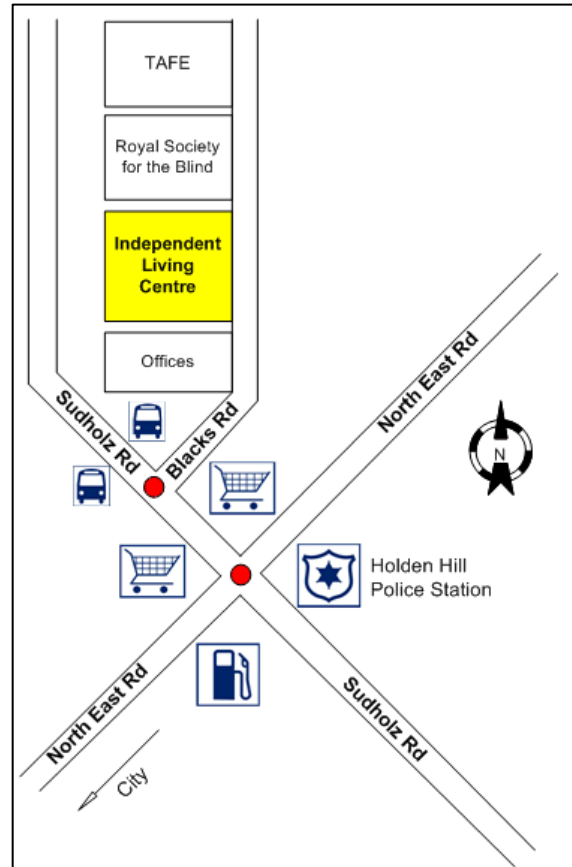 TAFE
Royal Society
for the Blind
Independent
Living
Centre
Offices
Sudholz Rd
Blacks Rd
North East Rd
N
Holden Hill
Police Station
North East Rd
Sudholz Rd
City